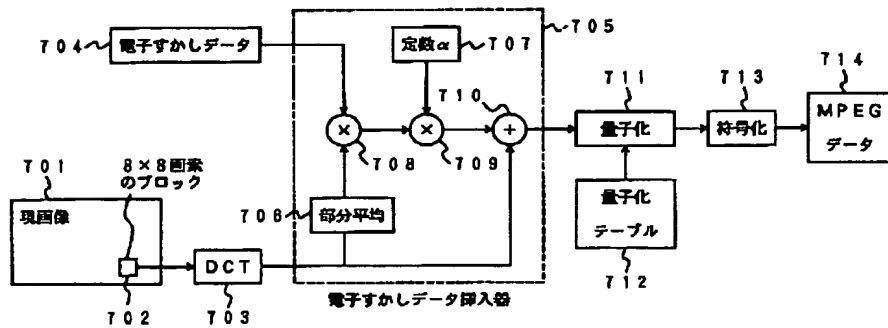 704
電子すかしデータ
定数α
707
705
710
711
713
714
×
×
+
量子化
符号化
MPEG
データ
708
709
701
8×8画素
のブロック
現画像
706
部分平均
量子化
テーブル
DCT
702
703
712
電子すかしデータ挿入器